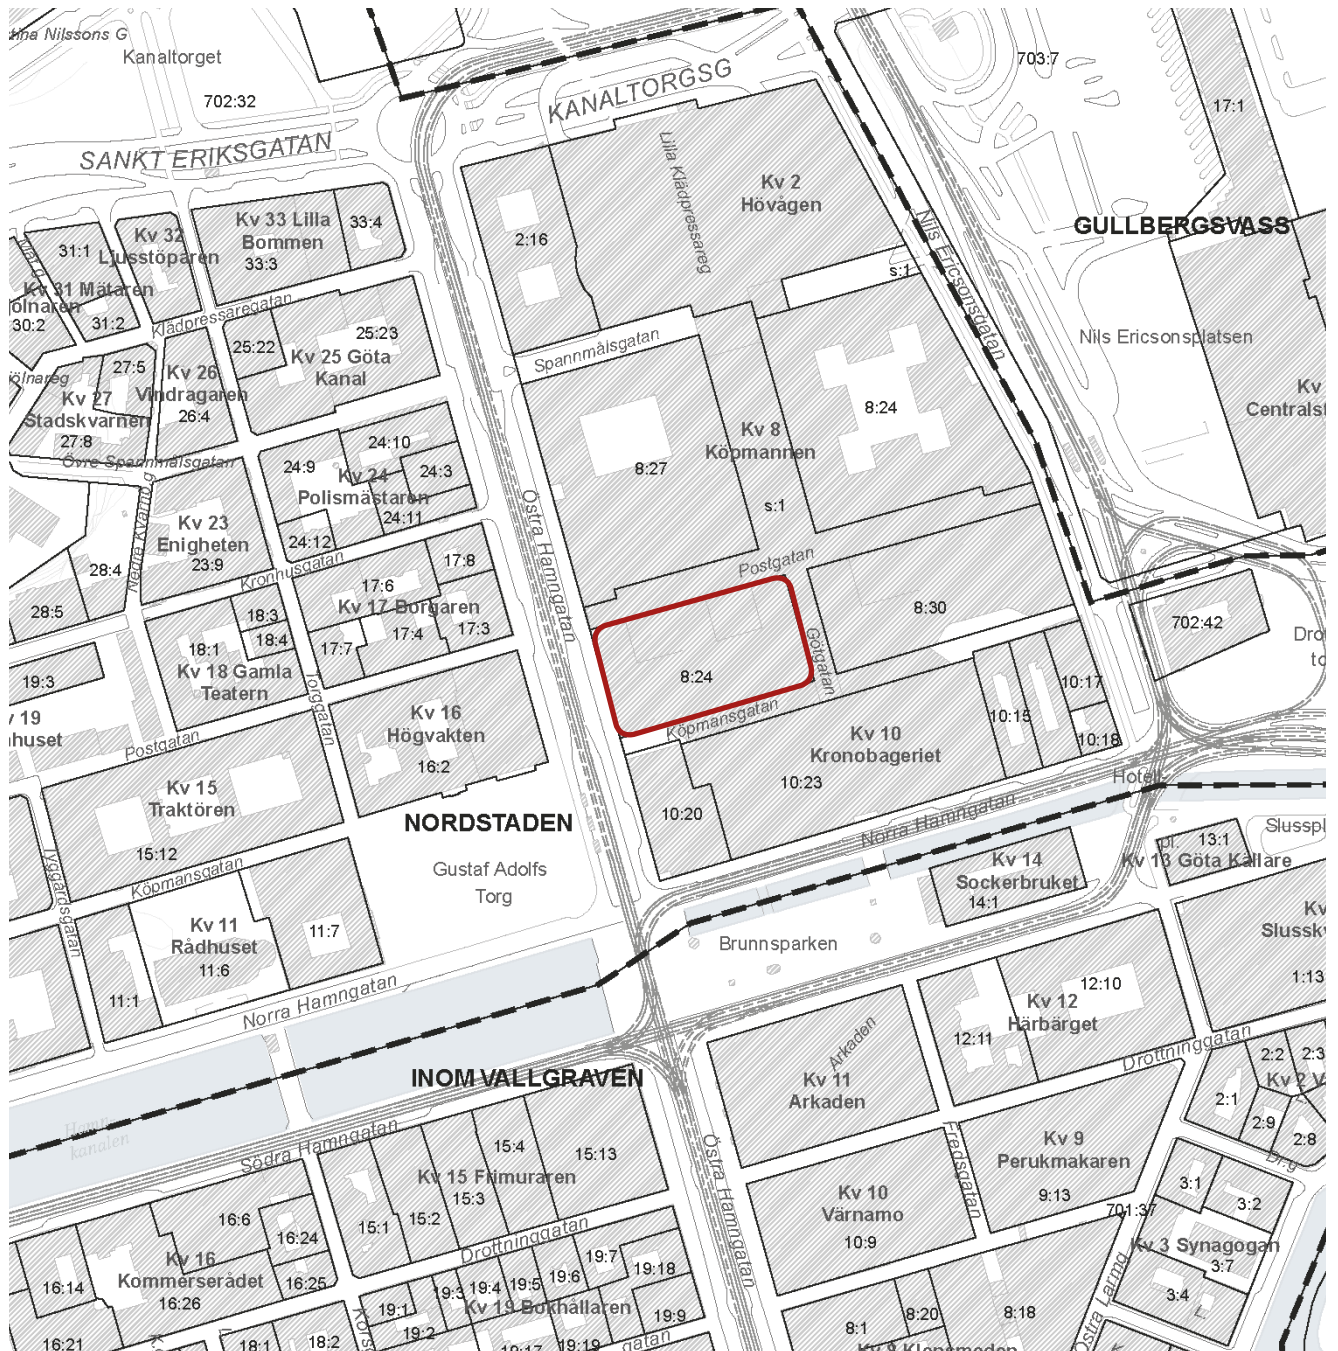 Kanaltorget
702:32
SANKT ERIKSGATAN
KANALTORGSG
703:7
17:1
GULLBERGSVASS
Nils Ericsonsplatsen
Nils Ericsonsgatan
Lilla Klädpressareg
Kv 2
Hövågen
2:16
s:1
31:1
Kv 32
Ljusstöparen
Kv 33 Lilla
Bommen
33:3
33:4
Kv 31 Mätaren
31:2
30:2
Klädpressaregatan
25:22
25:23
Kv 25 Göta
Kanal
27:5
Kv 26
Vindragaren
26:4
Kv 27
Stadskvarnen
27:8
Övre Spannmålsgatan
Spannmålsgatan
8:27
Kv 8
Köpmannen
8:24
s:1
24:10
24:9
24:3
Kv 24
Polismästaren
24:11
24:12
Nedre Kvarnb.g
Kv 23
Enigheten
23:9
28:4
28:5
Kronhusgatan
17:8
17:6
Kv 17 Borgaren
17:4
17:3
17:7
Östra Hamngatan
Postgatan
8:30
Götgatan
8:24
Köpmansgatan
702:42
18:3
18:4
18:1
Kv 18 Gamla
Teatern
19:3
Torggatan
Postgatan
Kv 16
Högvakten
16:2
Kv 15
Traktören
15:12
Kv 10
Kronobageriet
10:23
10:20
10:15
10:17
10:18
Norra Hamngatan
NORDSTADEN
Gustaf Adolfs
Torg
Köpmansgatan
Kv 11
Rådhuset
11:6
11:7
11:1
Norra Hamngatan
Brunnsparken
Kv 14
Sockerbruket
14:1
13:1
Kv 13 Göta Källare
1:13
Kv 12
Härbärget
12:10
12:11
Drottninggatan
2:2
2:3
2:1
2:9
2:8
INOM VALLGRAVEN
Arkaden
Kv 11
Arkaden
Södra Hamngatan
15:4
15:13
Kv 15 Frimuraren
15:3
15:2
15:1
Drottninggatan
Östra Hamngatan
Fredsgatan
Kv 9
Perukmakaren
9:13
701:37
Kv 10
Värnamo
10:9
3:1
3:2
Kv 3 Synagogan
3:7
3:4
16:6
16:24
16:14
Kv 16
Kommerserådet
16:26
16:25
16:21
19:7
19:18
19:6
19:5
19:4
19:3
19:1
Kv 19 Bokhållaren
19:2
19:9
18:1
18:2
8:1
8:20
8:18